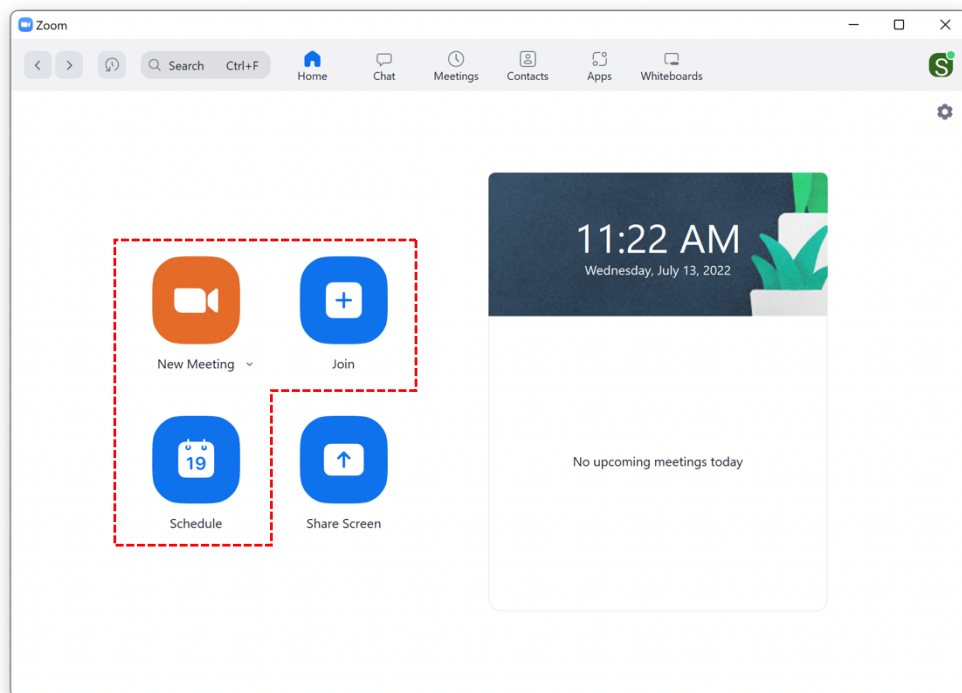 Zoom
Search Ctrl+F
Home
Chat
Meetings
Contacts
Apps
Whiteboards
S
11:22 AM
Wednesday, July 13, 2022
New Meeting
Join
19
Schedule
Share Screen
No upcoming meetings today